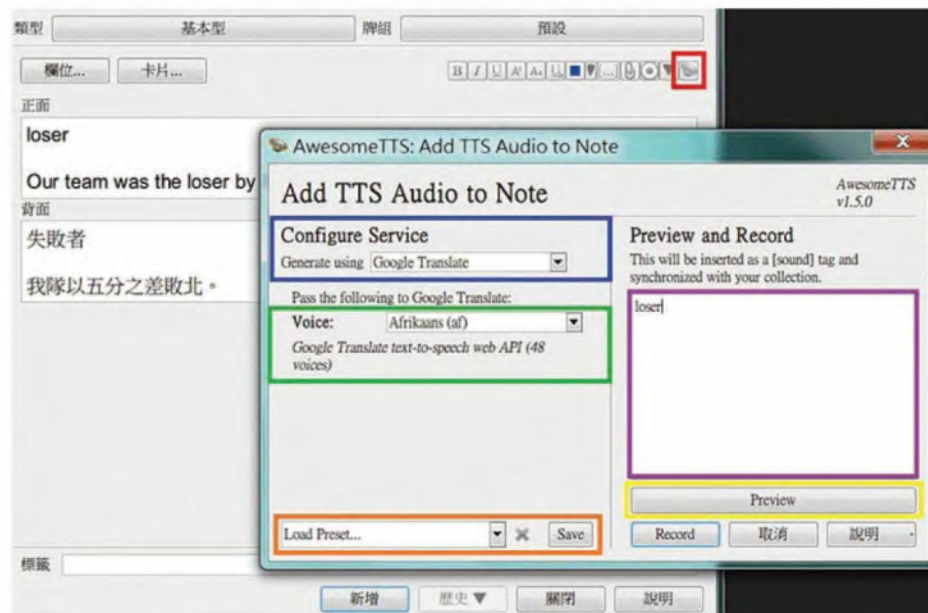 類型 基本型 牌組 預設
欄位... 卡片...
B I U
正面
loser
Our team was the loser by
背面
失敗者
我隊以五分之差敗北。
AwesomeTTS: Add TTS Audio to Note
Add TTS Audio to Note
AwesomeTTS
v1.5.0
Configure Service
Generate using Google Translate
Pass the following to Google Translate:
Voice: Afrikaans (af)
Google Translate text-to-speech web API (48
voices)
Load Preset... Save
Preview and Record
This will be inserted as a [sound] tag and
synchronized with your collection.
loser
Preview
Record 取消 說明
標籤
新增 歷史▼ 關閉 說明